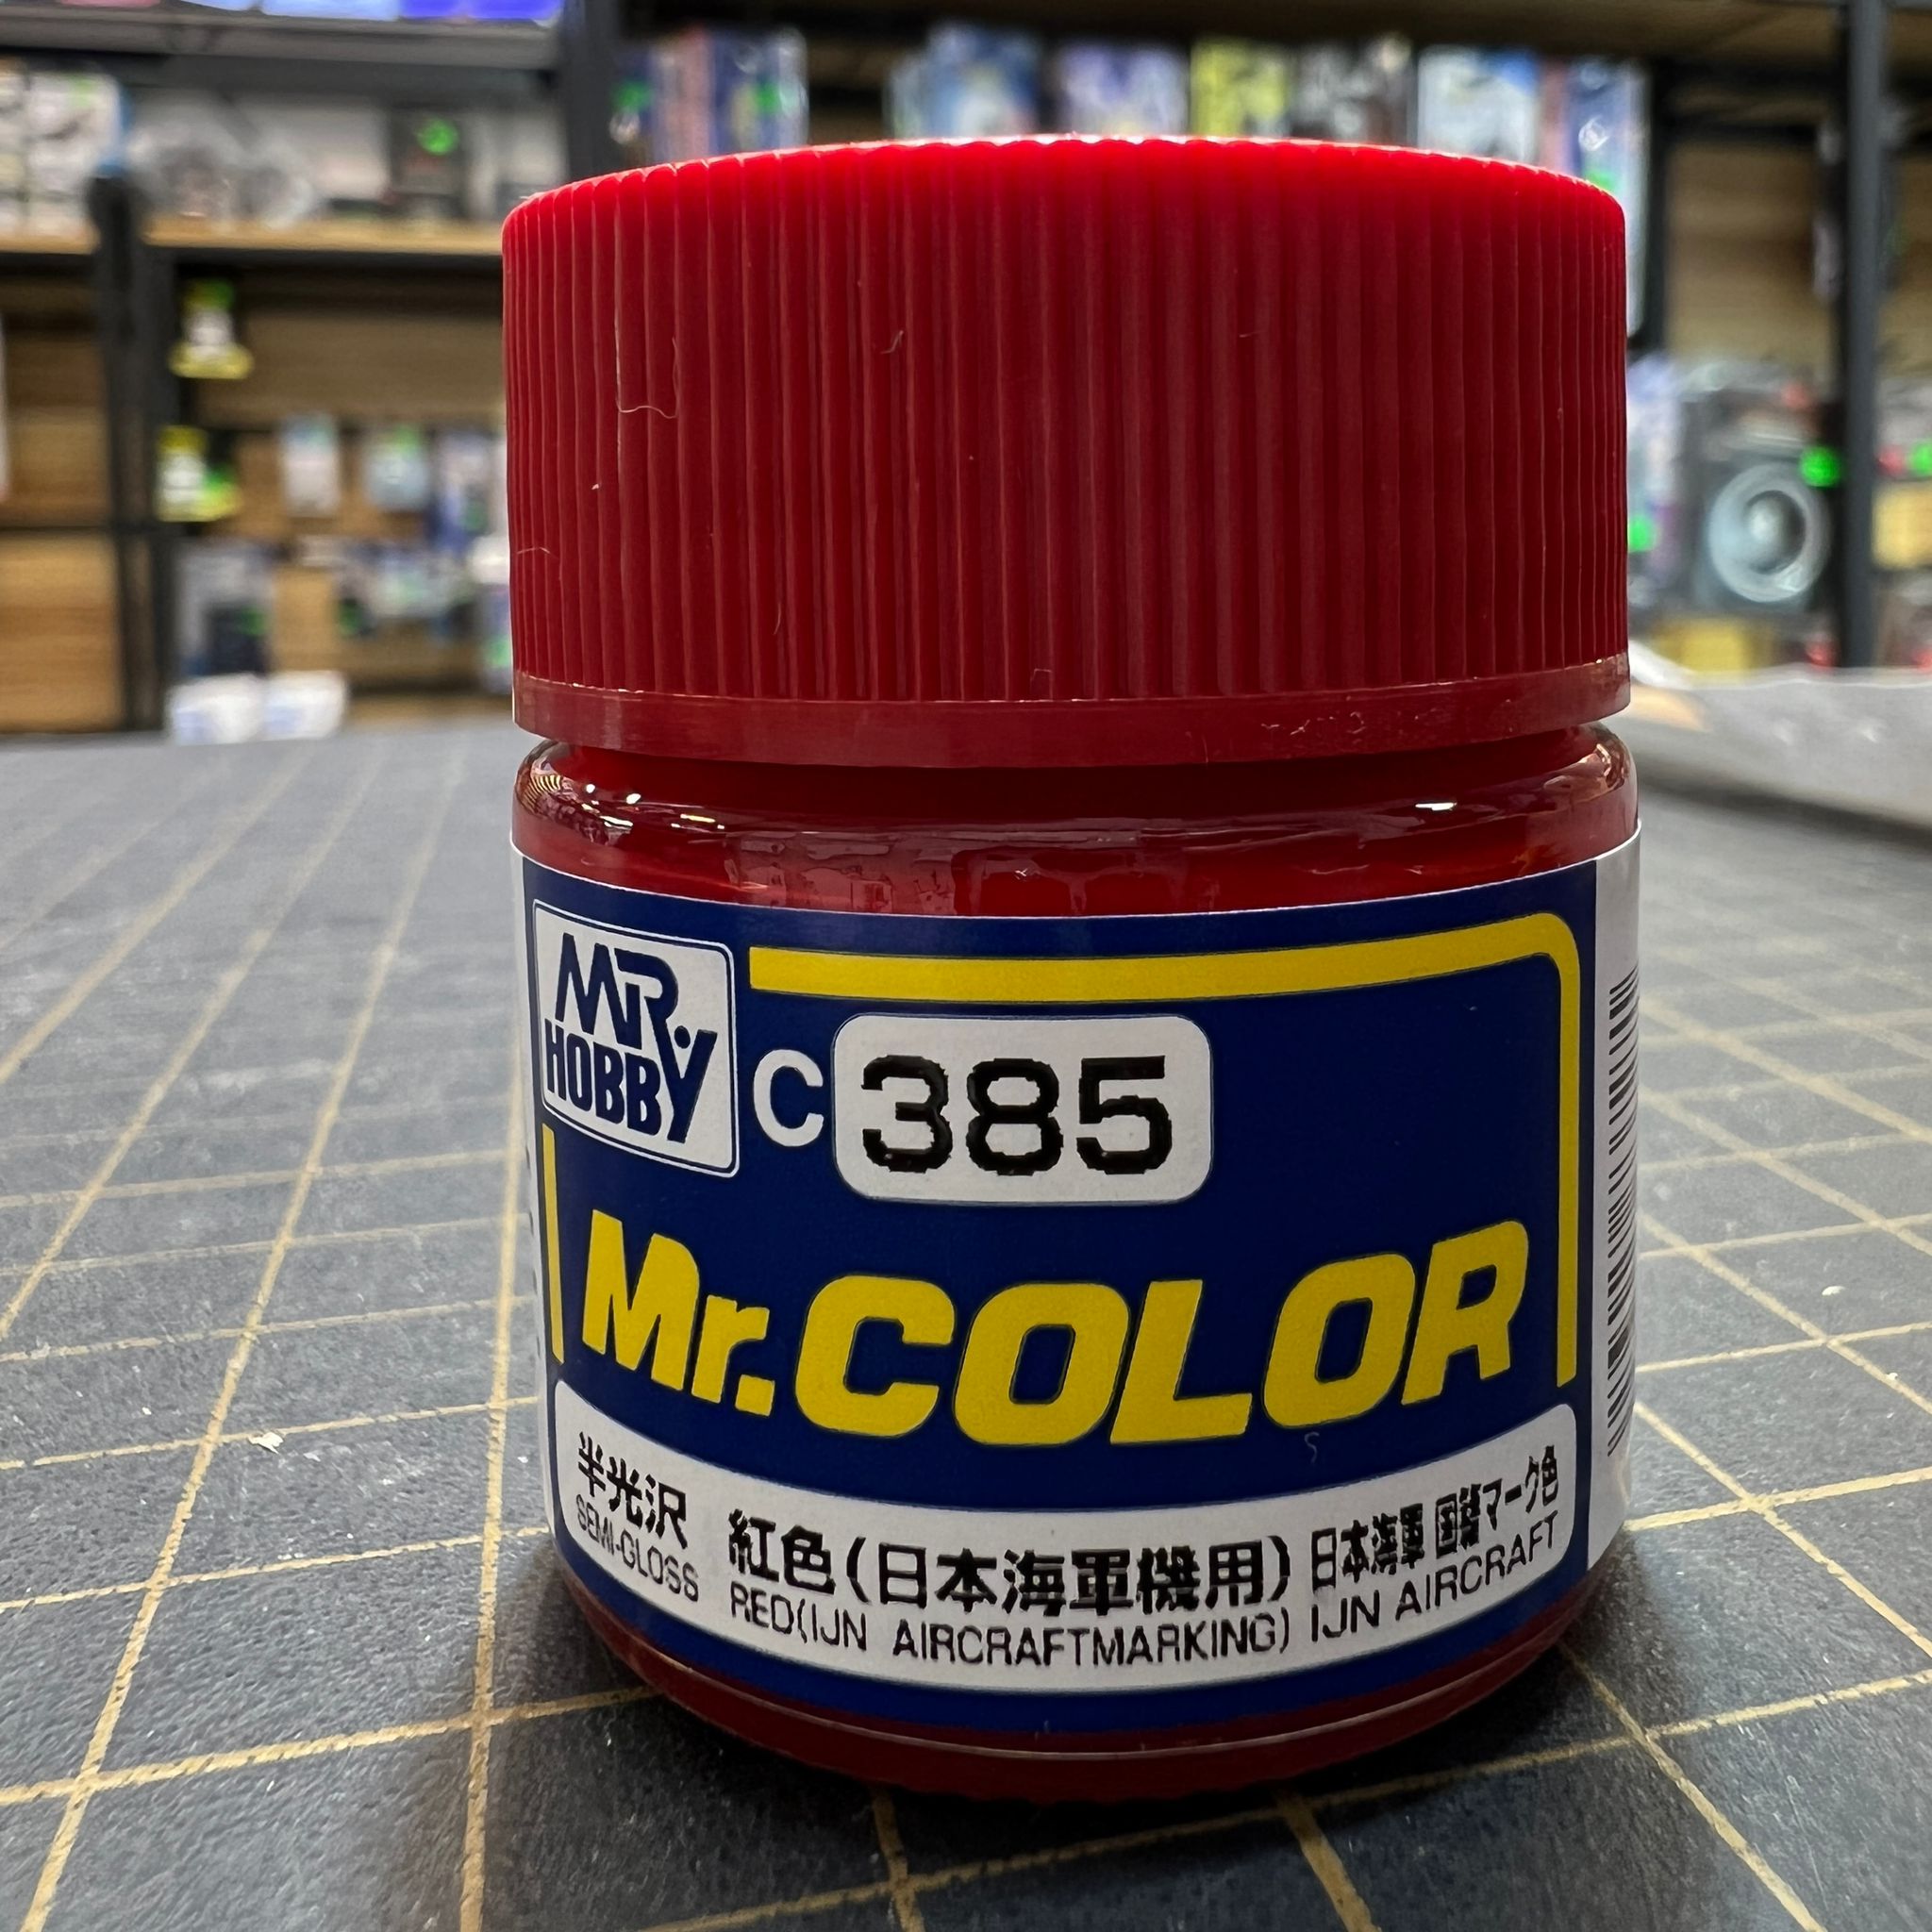 MR.
HOBBY
C 385
Mr.COLOR
半光沢
SEMI-GLOSS
紅色(日本海軍機用)
RED(IJN AIRCRAFTMARKING)
日本海軍 国籍マーク色
IJN AIRCRAFT